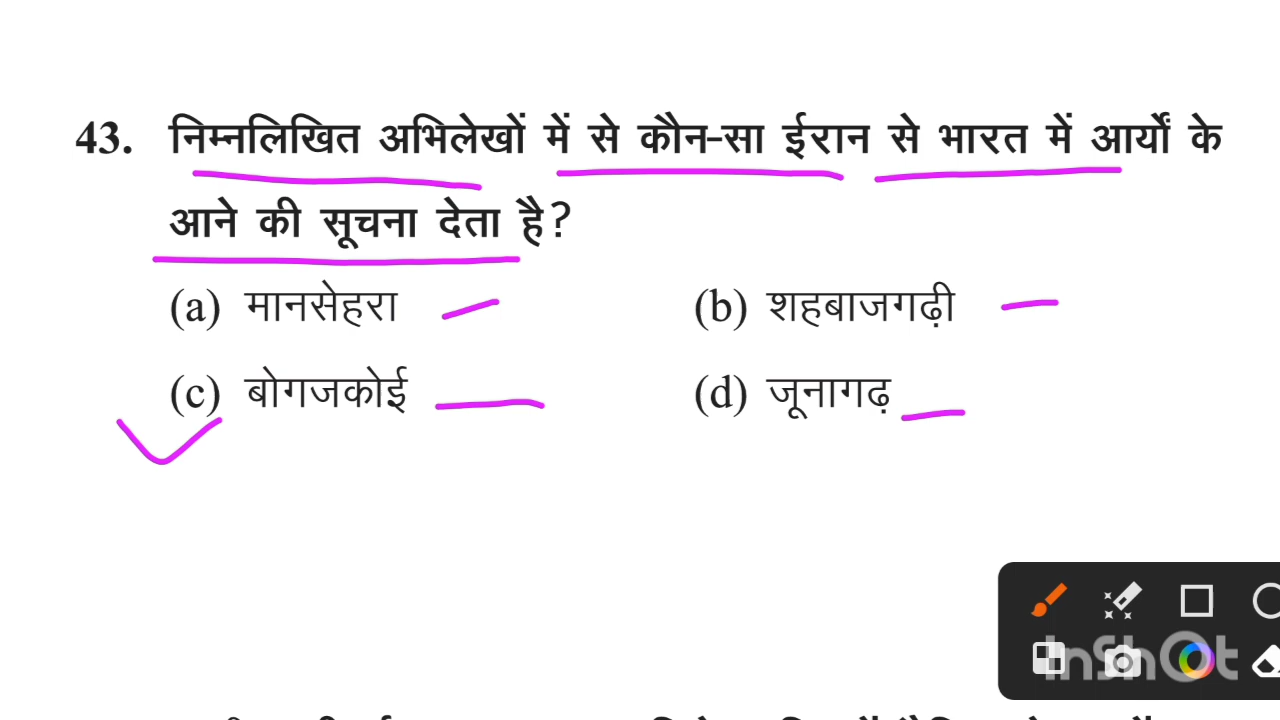 43. निम्नलिखित अभिलेखों में से कौन-सा ईरान से भारत में आर्यों के
आने की सूचना देता है?
(a) मानसेहरा (b) शहबाजगढ़ी
(c) बोगजकोई (d) जूनागढ़
InShOt